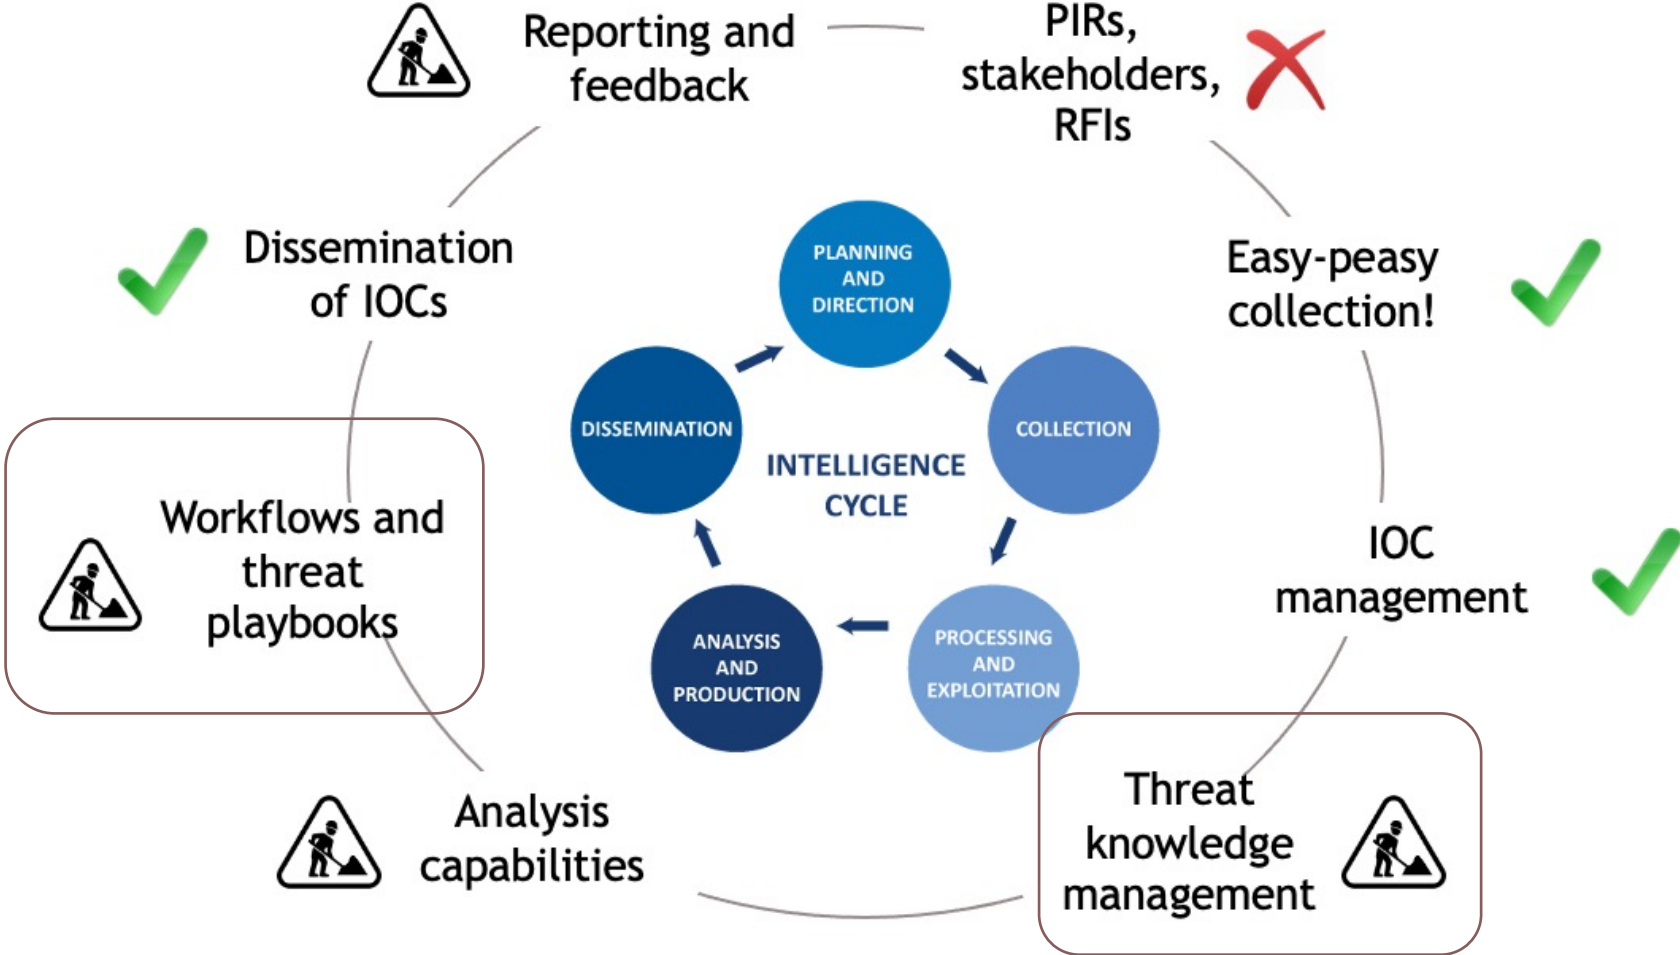 Reporting and
feedback
PIRs,
stakeholders,
RFIs
Easy-peasy
collection!
IOC
management
Threat
knowledge
management
Analysis
capabilities
Workflows and
threat
playbooks
Dissemination
of IOCs
PLANNING
AND
DIRECTION
COLLECTION
PROCESSING
AND
EXPLOITATION
ANALYSIS
AND
PRODUCTION
DISSEMINATION
INTELLIGENCE
CYCLE